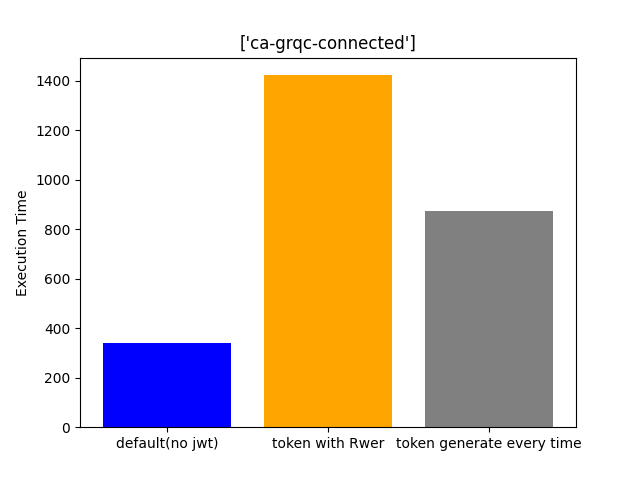 ['ca-grqc-connected']
1400
1200
1000
800
600
400
200
0
Execution Time
default(no jwt)
token with Rwer
token generate every time